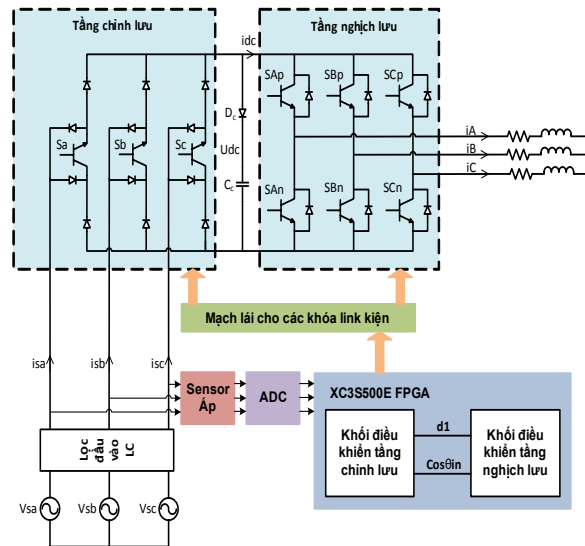 Tầng chỉnh lưu
Tầng nghịch lưu
idc
SAp
SBp
SCp
Sa
Sb
Sc
Dc
Udc
Cc
iA
iB
iC
SAn
SBn
SCn
Mạch lái cho các khóa link kiện
isa
isb
isc
Sensor
Áp
ADC
XC3S500E FPGA
Khối điều
khiển tầng
chỉnh lưu
d1
Cosθin
Khối điều
khiển tầng
nghịch lưu
Lọc
đầu
vào
LC
Vsa
Vsb
Vsc